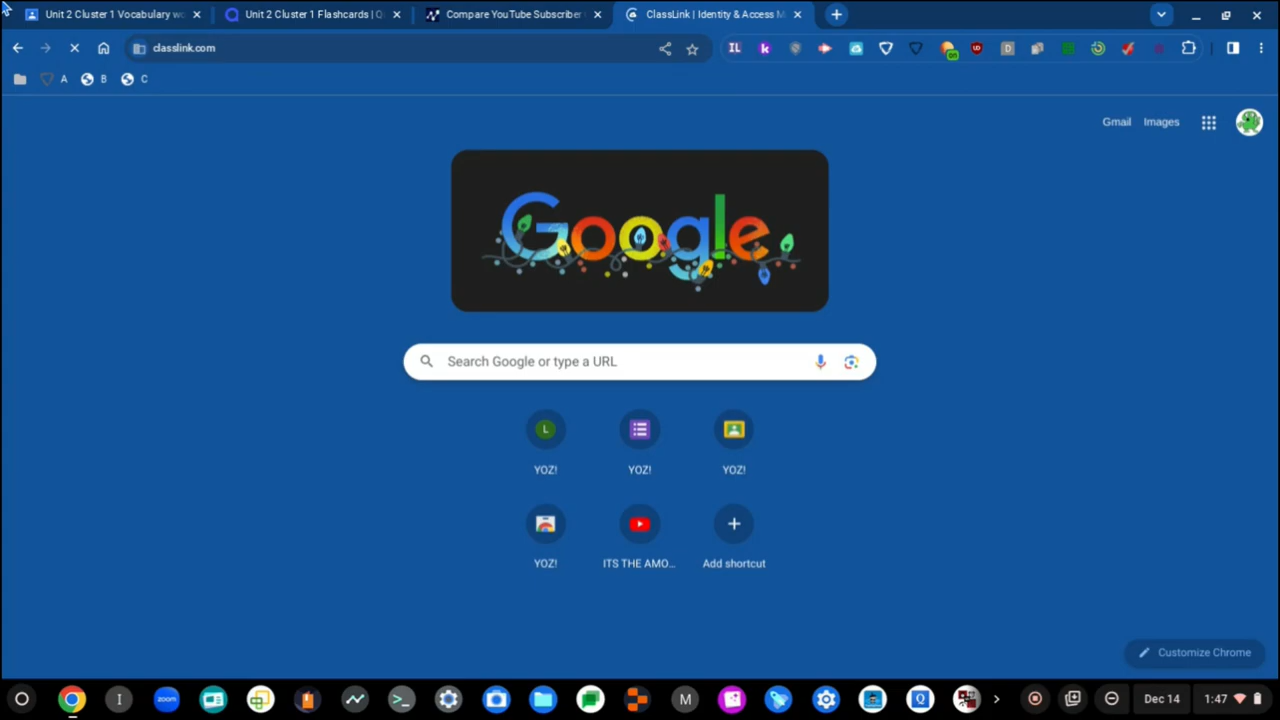 Unit 2 Cluster 1 Vocabulary wo
Unit 2 Cluster 1 Flashcards | Q
Compare YouTube Subscriber
ClassLink | Identity & Access M
classlink.com
A B C
Gmail Images
Google
Search Google or type a URL
L
YOZ! YOZ! YOZ!
YOZ! ITS THE AMO... Add shortcut
Customize Chrome
zoom
Dec 14 1:47